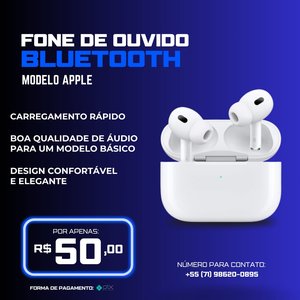 FONE DE OUVIDO
BLUETOOTH
MODELO APPLE
CARREGAMENTO RÁPIDO
BOA QUALIDADE DE ÁUDIO
PARA UM MODELO BÁSICO
DESIGN CONFORTÁVEL
E ELEGANTE
POR APENAS:
R$ 50,00
FORMA DE PAGAMENTO: PIX
NÚMERO PARA CONTATO:
+55 (71) 98620-0895